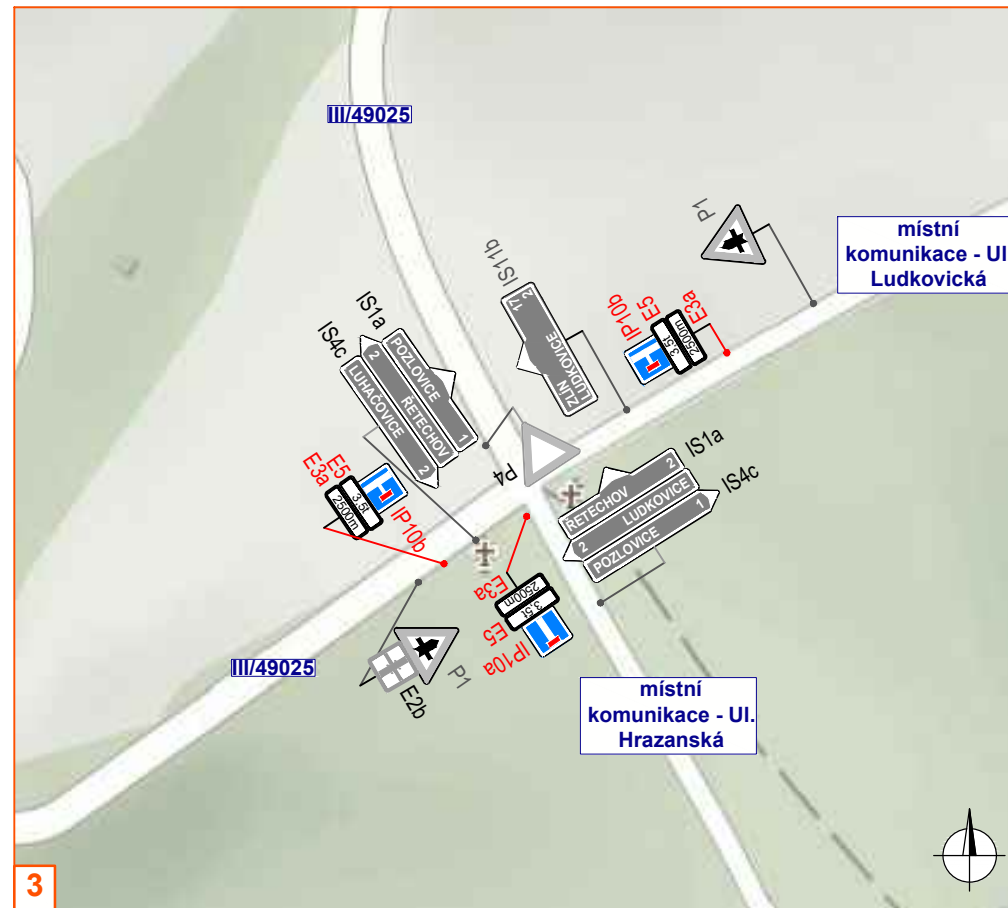 III/49025
P1
místní
komunikace - Ul
Ludkovická
IS11b
ZLÍN 17
LUDKOVICE 2
IP10b
E5
E3a
3,5t
2500m
IS1a
IS4c
POZLOVICE 1
2 ŘETECHOV
LUHAČOVICE 2
P4
E3a
E5
IP10b
2500m
3.5t
IS1a
IS4c
ŘETECHOV 2
2 LUDKOVICE
POZLOVICE 1
E3a
E5
IP10a
2500m
3,5t
III/49025
P1
E2b
místní
komunikace - Ul.
Hrazanská
3